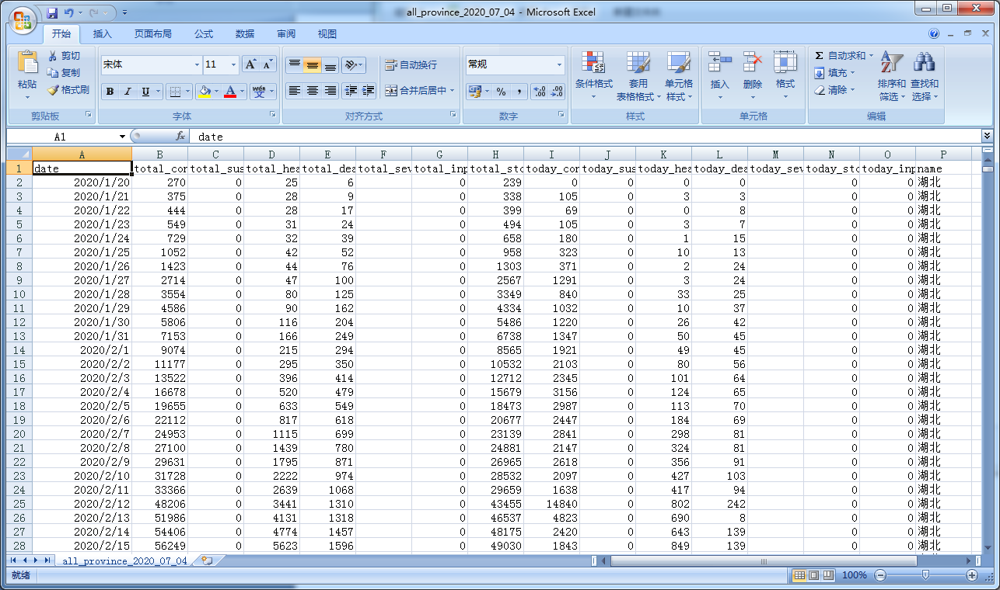 all_province_2020_07_04 - Microsoft Excel
开始 插入 页面布局 公式 数据 审阅 视图
粘贴 剪切 复制 格式刷 剪贴板
宋体 11 B I U wén 变 字体
自动换行 合并后居中 对齐方式
常规 % , .0 .00 .00 .0 数字
条件格式 套用 表格格式 单元格 样式 样式
插入 删除 格式 单元格
Σ 自动求和 填充 清除 排序和 筛选 查找和 选择 编辑
A1 fx date
A B C D E F G H I J K L M N O P
1 date total_cor total_sus total_hea total_dea total_sev total_inp total_sto today_cor today_sus today_hea today_dea today_sev today_sto today_inp name
2 2020/1/20 270 0 25 6 0 239 0 0 0 0 0 0 湖北
3 2020/1/21 375 0 28 9 0 338 105 0 3 3 0 0 湖北
4 2020/1/22 444 0 28 17 0 399 69 0 0 8 0 0 湖北
5 2020/1/23 549 0 31 24 0 494 105 0 3 7 0 0 湖北
6 2020/1/24 729 0 32 39 0 658 180 0 1 15 0 0 湖北
7 2020/1/25 1052 0 42 52 0 958 323 0 10 13 0 0 湖北
8 2020/1/26 1423 0 44 76 0 1303 371 0 2 24 0 0 湖北
9 2020/1/27 2714 0 47 100 0 2567 1291 0 3 24 0 0 湖北
10 2020/1/28 3554 0 80 125 0 3349 840 0 33 25 0 0 湖北
11 2020/1/29 4586 0 90 162 0 4334 1032 0 10 37 0 0 湖北
12 2020/1/30 5806 0 116 204 0 5486 1220 0 26 42 0 0 湖北
13 2020/1/31 7153 0 166 249 0 6738 1347 0 50 45 0 0 湖北
14 2020/2/1 9074 0 215 294 0 8565 1921 0 49 45 0 0 湖北
15 2020/2/2 11177 0 295 350 0 10532 2103 0 80 56 0 0 湖北
16 2020/2/3 13522 0 396 414 0 12712 2345 0 101 64 0 0 湖北
17 2020/2/4 16678 0 520 479 0 15679 3156 0 124 65 0 0 湖北
18 2020/2/5 19655 0 633 549 0 18473 2987 0 113 70 0 0 湖北
19 2020/2/6 22112 0 817 618 0 20677 2447 0 184 69 0 0 湖北
20 2020/2/7 24953 0 1115 699 0 23139 2841 0 298 81 0 0 湖北
21 2020/2/8 27100 0 1439 780 0 24881 2147 0 324 81 0 0 湖北
22 2020/2/9 29631 0 1795 871 0 26965 2618 0 356 91 0 0 湖北
23 2020/2/10 31728 0 2222 974 0 28532 2097 0 427 103 0 0 湖北
24 2020/2/11 33366 0 2639 1068 0 29659 1638 0 417 94 0 0 湖北
25 2020/2/12 48206 0 3441 1310 0 43455 14840 0 802 242 0 0 湖北
26 2020/2/13 51986 0 4131 1318 0 46537 4823 0 690 8 0 0 湖北
27 2020/2/14 54406 0 4774 1457 0 48175 2420 0 643 139 0 0 湖北
28 2020/2/15 56249 0 5623 1596 0 49030 1843 0 849 139 0 0 湖北
all_province_2020_07_04
就绪 100%